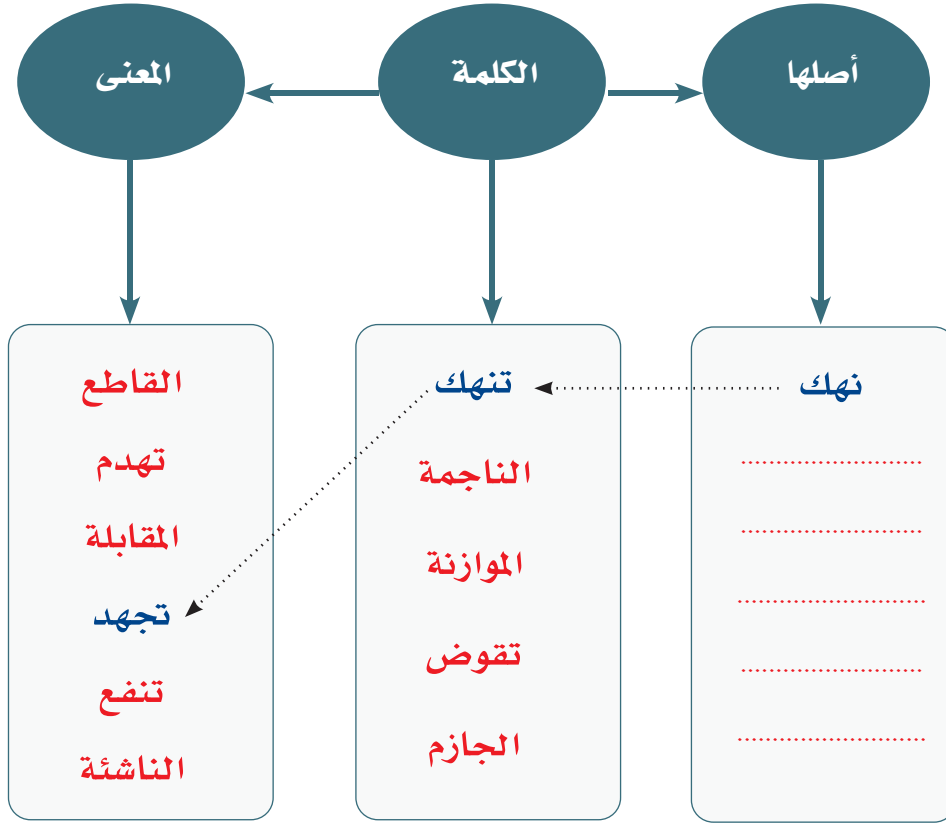 أصلها
الكلمة
المعنى
نهك
..........................
..........................
..........................
..........................
..........................
تنهك
الناجمة
الموازنة
تقوض
الجازم
القاطع
تهدم
المقابلة
تجهد
تنفع
الناشئة